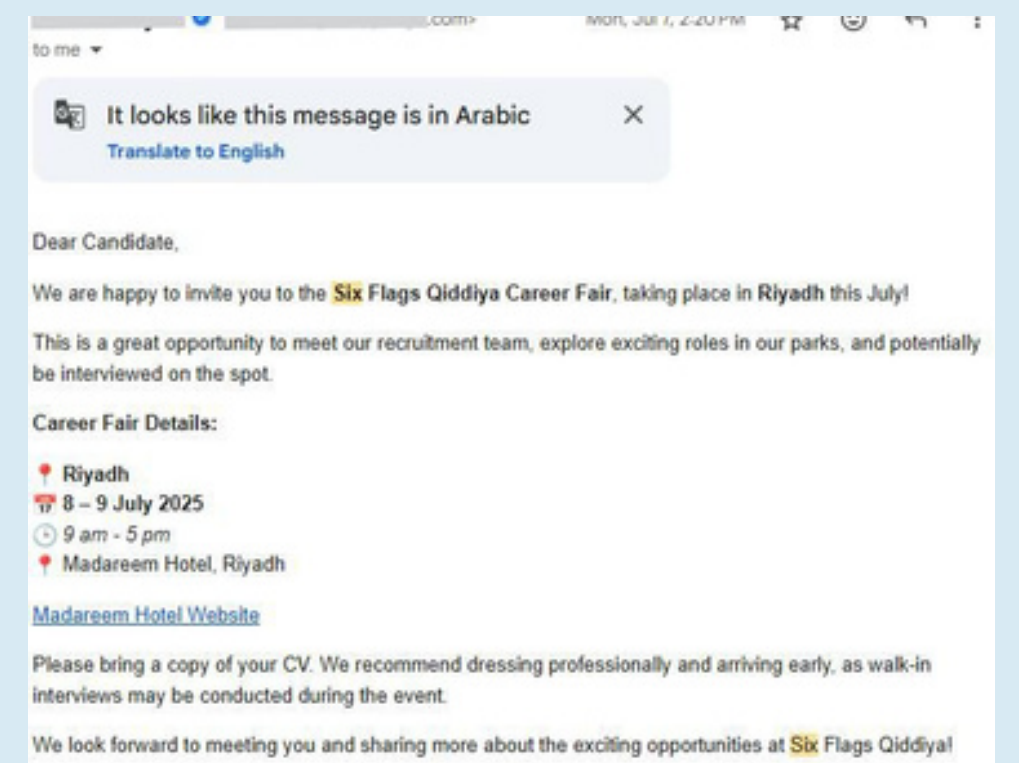 .com>
Mon, Jul 7, 2:20 PM
to me
It looks like this message is in Arabic
Translate to English
Dear Candidate,
We are happy to invite you to the Six Flags Qiddiya Career Fair, taking place in Riyadh this July!
This is a great opportunity to meet our recruitment team, explore exciting roles in our parks, and potentially
be interviewed on the spot.
Career Fair Details:
📍 Riyadh
📅 8 – 9 July 2025
🕒 9 am - 5 pm
📍 Madareem Hotel, Riyadh
Madareem Hotel Website
Please bring a copy of your CV. We recommend dressing professionally and arriving early, as walk-in
interviews may be conducted during the event.
We look forward to meeting you and sharing more about the exciting opportunities at Six Flags Qiddiya!